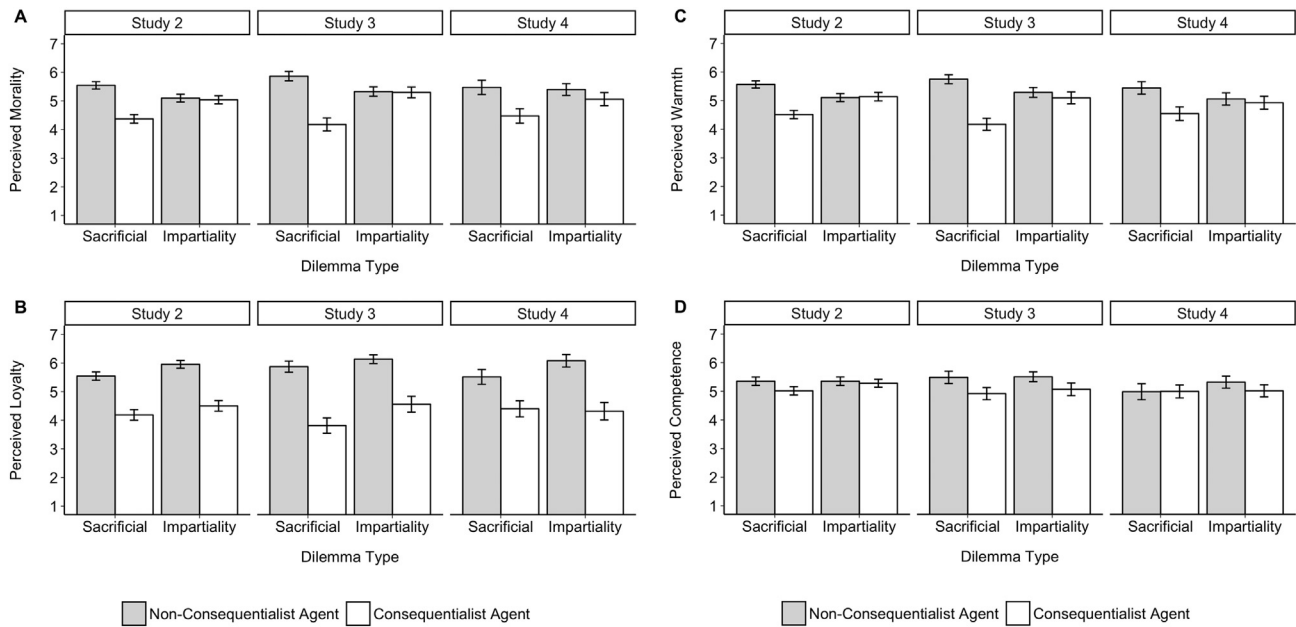 A
Study 2 Study 3 Study 4
7
6
5
4
3
2
1
Perceived Morality
Sacrificial Impartiality Sacrificial Impartiality Sacrificial Impartiality
Dilemma Type
B
Study 2 Study 3 Study 4
7
6
5
4
3
2
1
Perceived Loyalty
Sacrificial Impartiality Sacrificial Impartiality Sacrificial Impartiality
Dilemma Type
Non-Consequentialist Agent Consequentialist Agent
C
Study 2 Study 3 Study 4
7
6
5
4
3
2
1
Perceived Warmth
Sacrificial Impartiality Sacrificial Impartiality Sacrificial Impartiality
Dilemma Type
D
Study 2 Study 3 Study 4
7
6
5
4
3
2
1
Perceived Competence
Sacrificial Impartiality Sacrificial Impartiality Sacrificial Impartiality
Dilemma Type
Non-Consequentialist Agent Consequentialist Agent